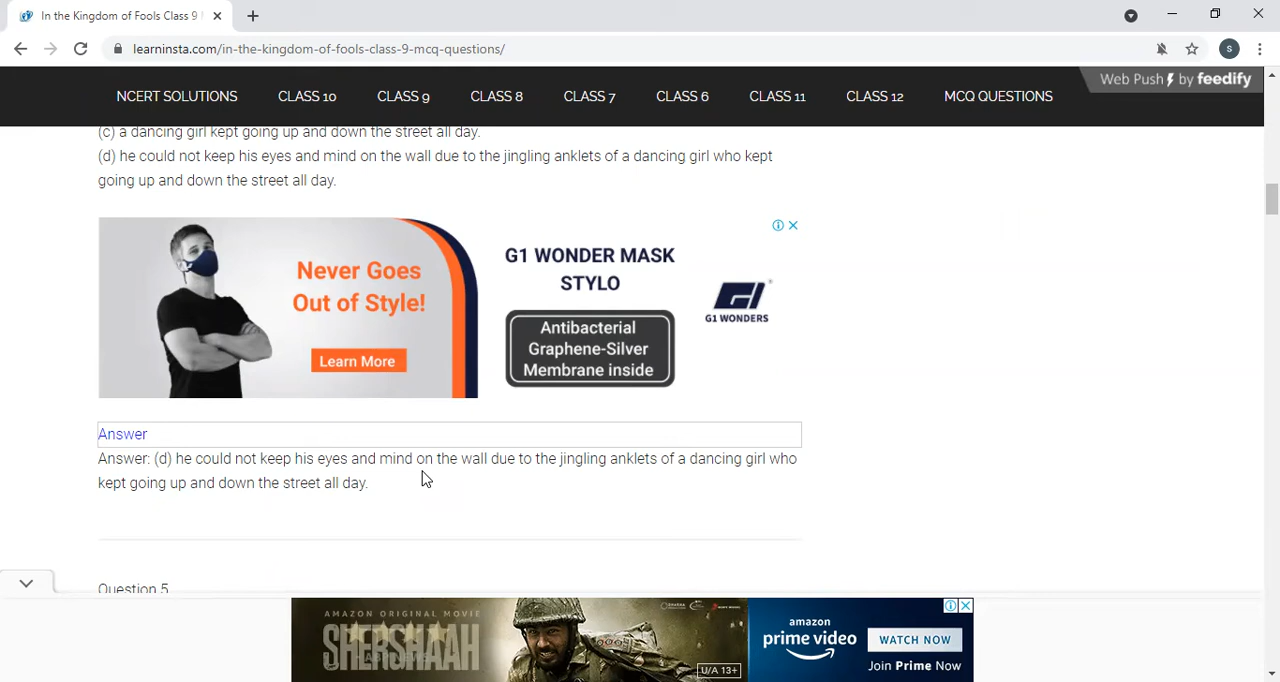 In the Kingdom of Fools Class 9
learninsta.com/in-the-kingdom-of-fools-class-9-mcq-questions/
S
Web Push by feedify
NCERT SOLUTIONS CLASS 10 CLASS 9 CLASS 8 CLASS 7 CLASS 6 CLASS 11 CLASS 12 MCQ QUESTIONS
(c) a dancing girl kept going up and down the street all day.
(d) he could not keep his eyes and mind on the wall due to the jingling anklets of a dancing girl who kept
going up and down the street all day.
Never Goes
Out of Style!
Learn More
G1 WONDER MASK
STYLO
Antibacterial
Graphene-Silver
Membrane inside
G1
G1 WONDERS
Answer
Answer: (d) he could not keep his eyes and mind on the wall due to the jingling anklets of a dancing girl who
kept going up and down the street all day.
Question 5
AMAZON ORIGINAL MOVIE
SHERSHAAH
U/A 13+
amazon
prime video
WATCH NOW
Join Prime Now